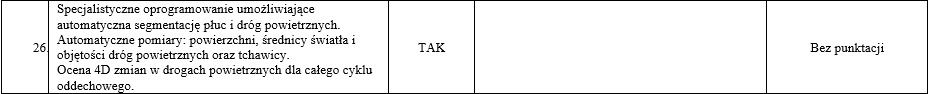 Specjalistyczne oprogramowanie umożliwiające
automatyczna segmentację płuc i dróg powietrznych.
Automatyczne pomiary: powierzchni, średnicy światła i
26. objętości dróg powietrznych oraz tchawicy. TAK Bez punktacji
Ocena 4D zmian w drogach powietrznych dla całego cyklu
oddechowego.